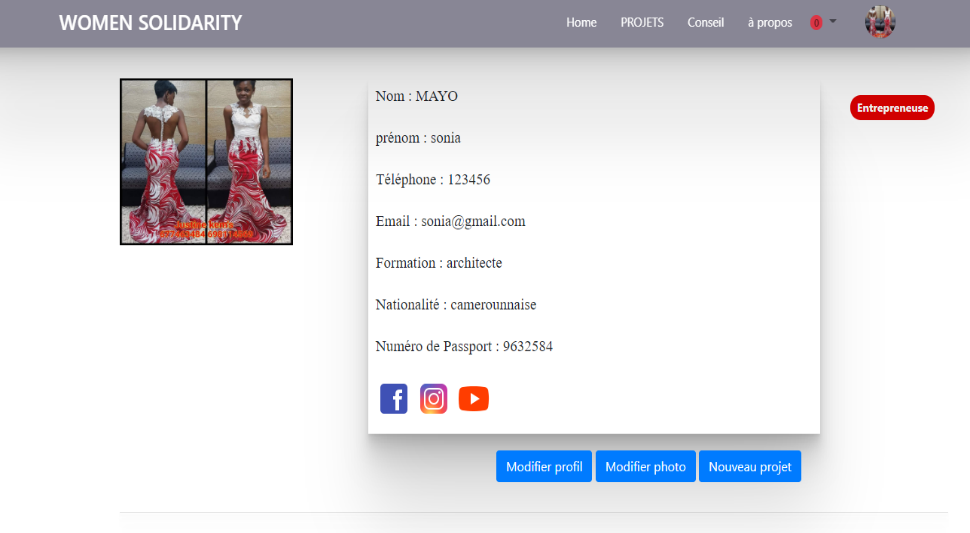 WOMEN SOLIDARITY
Home PROJETS Conseil à propos 0
Nom : MAYO
Entrepreneuse
prénom : sonia
Téléphone : 123456
Email : sonia@gmail.com
Formation : architecte
Nationalité : camerounnaise
Numéro de Passport : 9632584
Modifier profil Modifier photo Nouveau projet